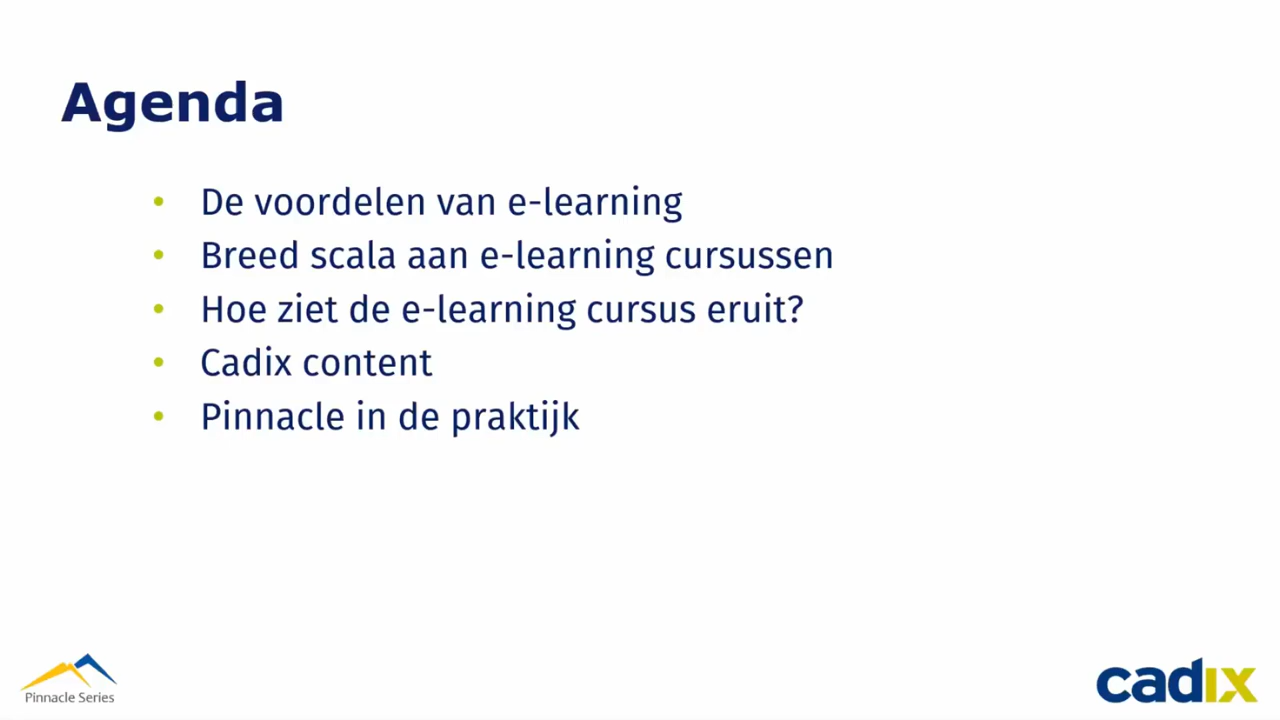 Agenda
• De voordelen van e-learning
• Breed scala aan e-learning cursussen
• Hoe ziet de e-learning cursus eruit?
• Cadix content
• Pinnacle in de praktijk
Pinnacle Series
cadix